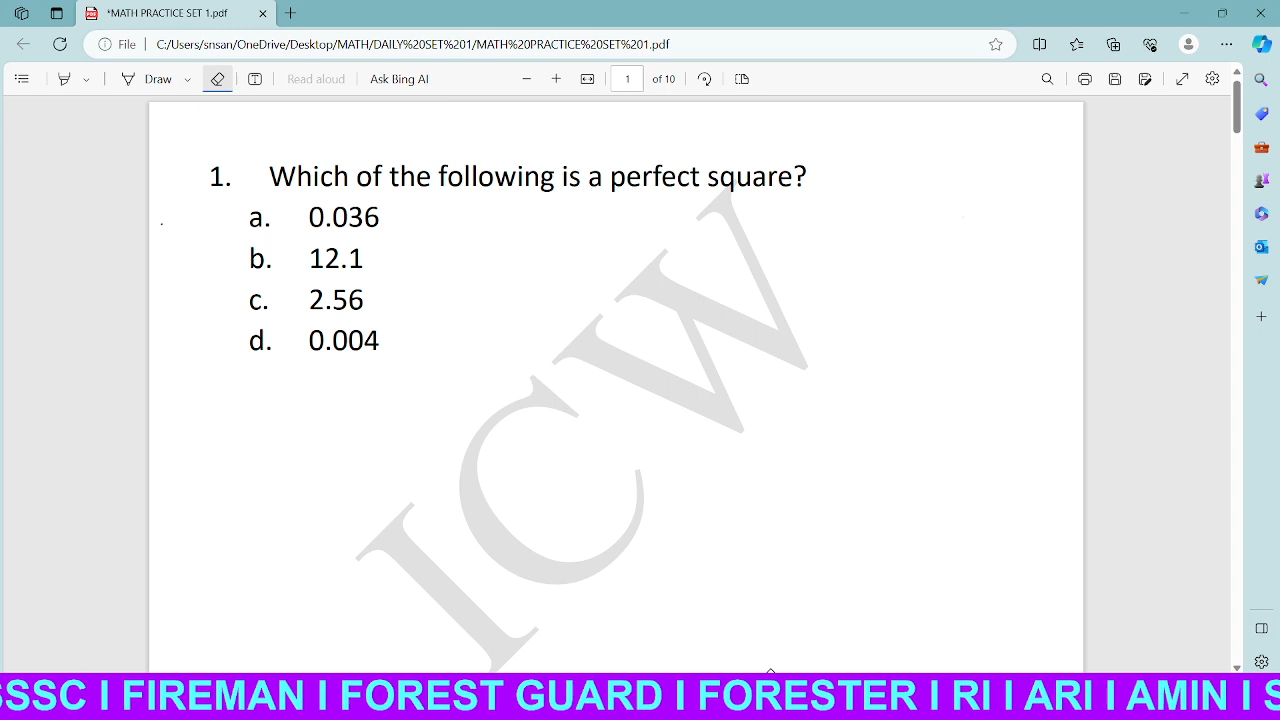 *MATH PRACTICE SET 1.pdf
File C:/Users/snsan/OneDrive/Desktop/MATH/DAILY%20SET%201/MATH%20PRACTICE%20SET%201.pdf
Draw Read aloud Ask Bing AI 1 of 10
1. Which of the following is a perfect square?
a. 0.036
b. 12.1
c. 2.56
d. 0.004
ICW
SSSC I FIREMAN I FOREST GUARD I FORESTER I RI I ARI I AMIN I S